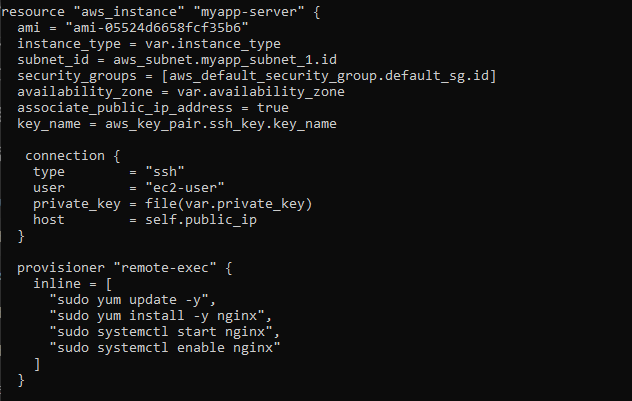 resource "aws_instance" "myapp-server" {
  ami = "ami-05524d6658fcf35b6"
  instance_type = var.instance_type
  subnet_id = aws_subnet.myapp_subnet_1.id
  security_groups = [aws_default_security_group.default_sg.id]
  availability_zone = var.availability_zone
  associate_public_ip_address = true
  key_name = aws_key_pair.ssh_key.key_name

   connection {
    type        = "ssh"
    user        = "ec2-user"
    private_key = file(var.private_key)
    host        = self.public_ip
  }

  provisioner "remote-exec" {
    inline = [
      "sudo yum update -y",
      "sudo yum install -y nginx",
      "sudo systemctl start nginx",
      "sudo systemctl enable nginx"
    ]
  }